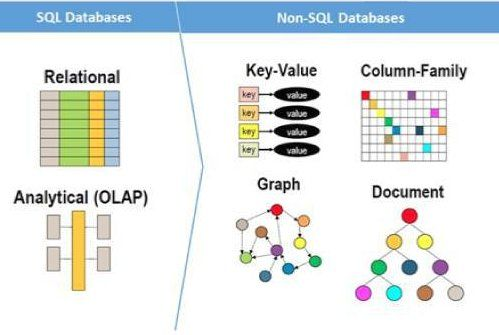 SQL Databases
Non-SQL Databases
Relational
Analytical (OLAP)
Key-Value
key value
key value
key value
key value
Column-Family
Graph
Document